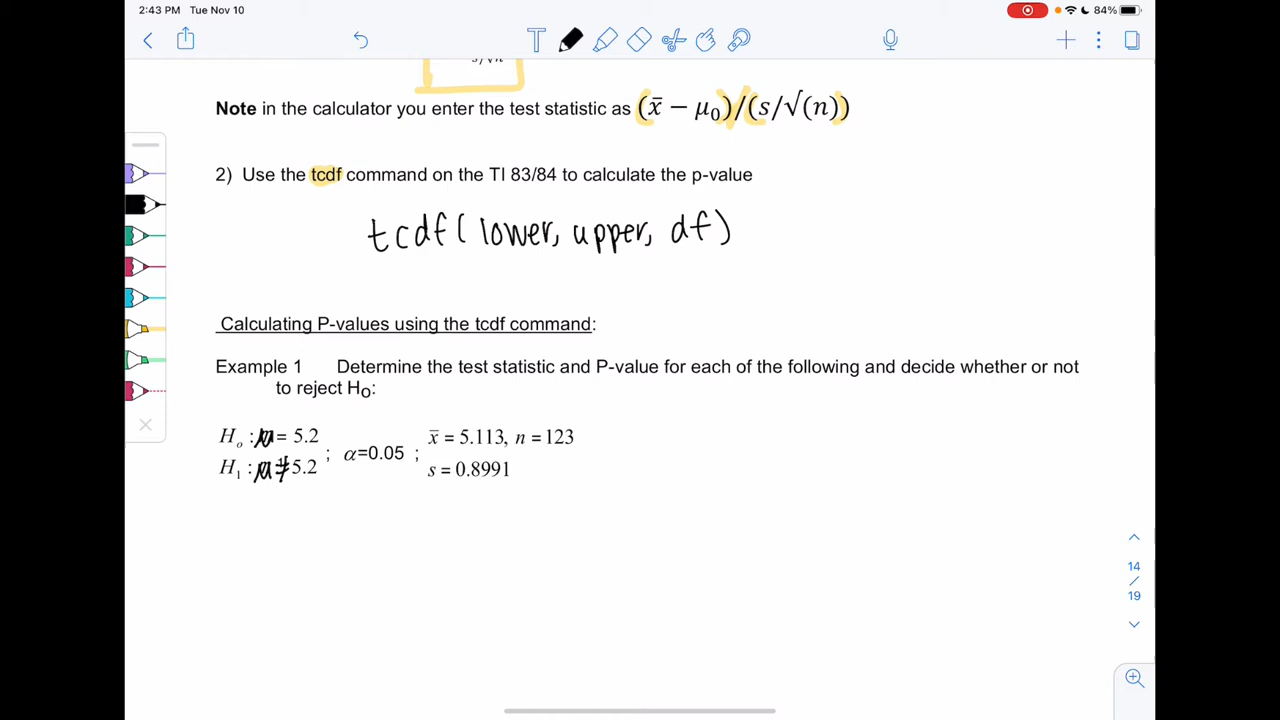 2:43 PM Tue Nov 10
84%
s/√n
Note in the calculator you enter the test statistic as (x̄ − μ₀)/(s/√(n))
2) Use the tcdf command on the TI 83/84 to calculate the p-value
tcdf(lower, upper, df)
Calculating P-values using the tcdf command:
Example 1 Determine the test statistic and P-value for each of the following and decide whether or not
to reject H₀:
Hₒ : μ = 5.2
H₁ : μ ≠ 5.2
; α=0.05 ;
x̄ = 5.113, n = 123
s = 0.8991
14
/
19